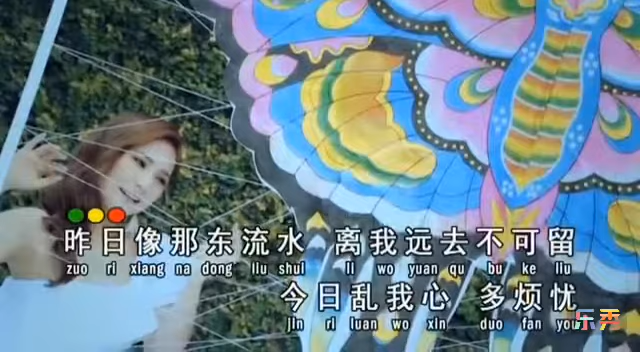 昨日像那东流水 离我远去不可留
zuo ri xiang na dong liu shui li wo yuan qu bu ke liu
今日乱我心 多烦忧
jin ri luan wo xin duo fan you
乐秀